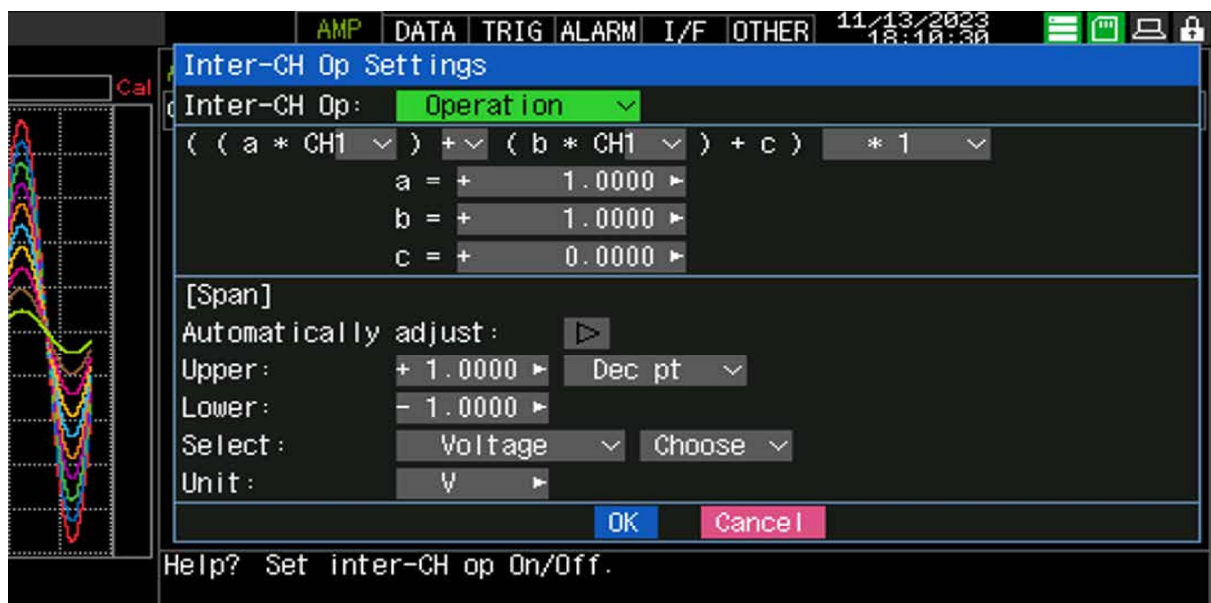 AMP DATA TRIG ALARM I/F OTHER 11/13/2023
18:10:30
Cal
Inter-CH Op Settings
Inter-CH Op: Operation
( ( a * CH1 ) + ( b * CH1 ) + c ) * 1
a = + 1.0000
b = + 1.0000
c = + 0.0000
[Span]
Automatically adjust:
Upper: + 1.0000 Dec pt
Lower: - 1.0000
Select: Voltage Choose
Unit: V
OK Cancel
Help? Set inter-CH op On/Off.